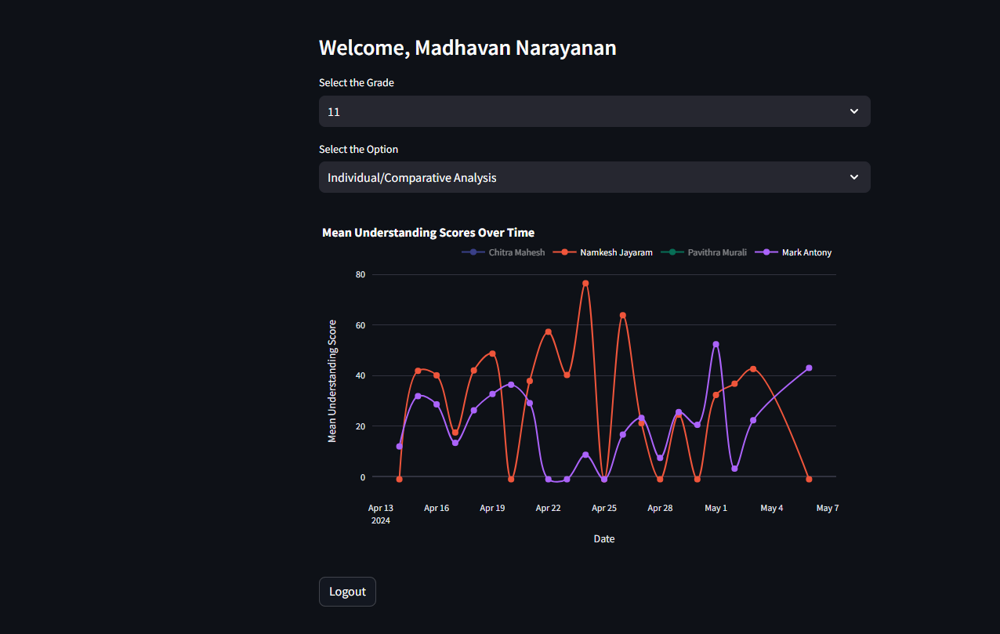 Welcome, Madhavan Narayanan
Select the Grade
11
Select the Option
Individual/Comparative Analysis
Mean Understanding Scores Over Time
Chitra Mahesh Namkesh Jayaram Pavithra Murali Mark Antony
80
60
40
20
0
Mean Understanding Score
Apr 13 Apr 16 Apr 19 Apr 22 Apr 25 Apr 28 May 1 May 4 May 7
2024
Date
Logout